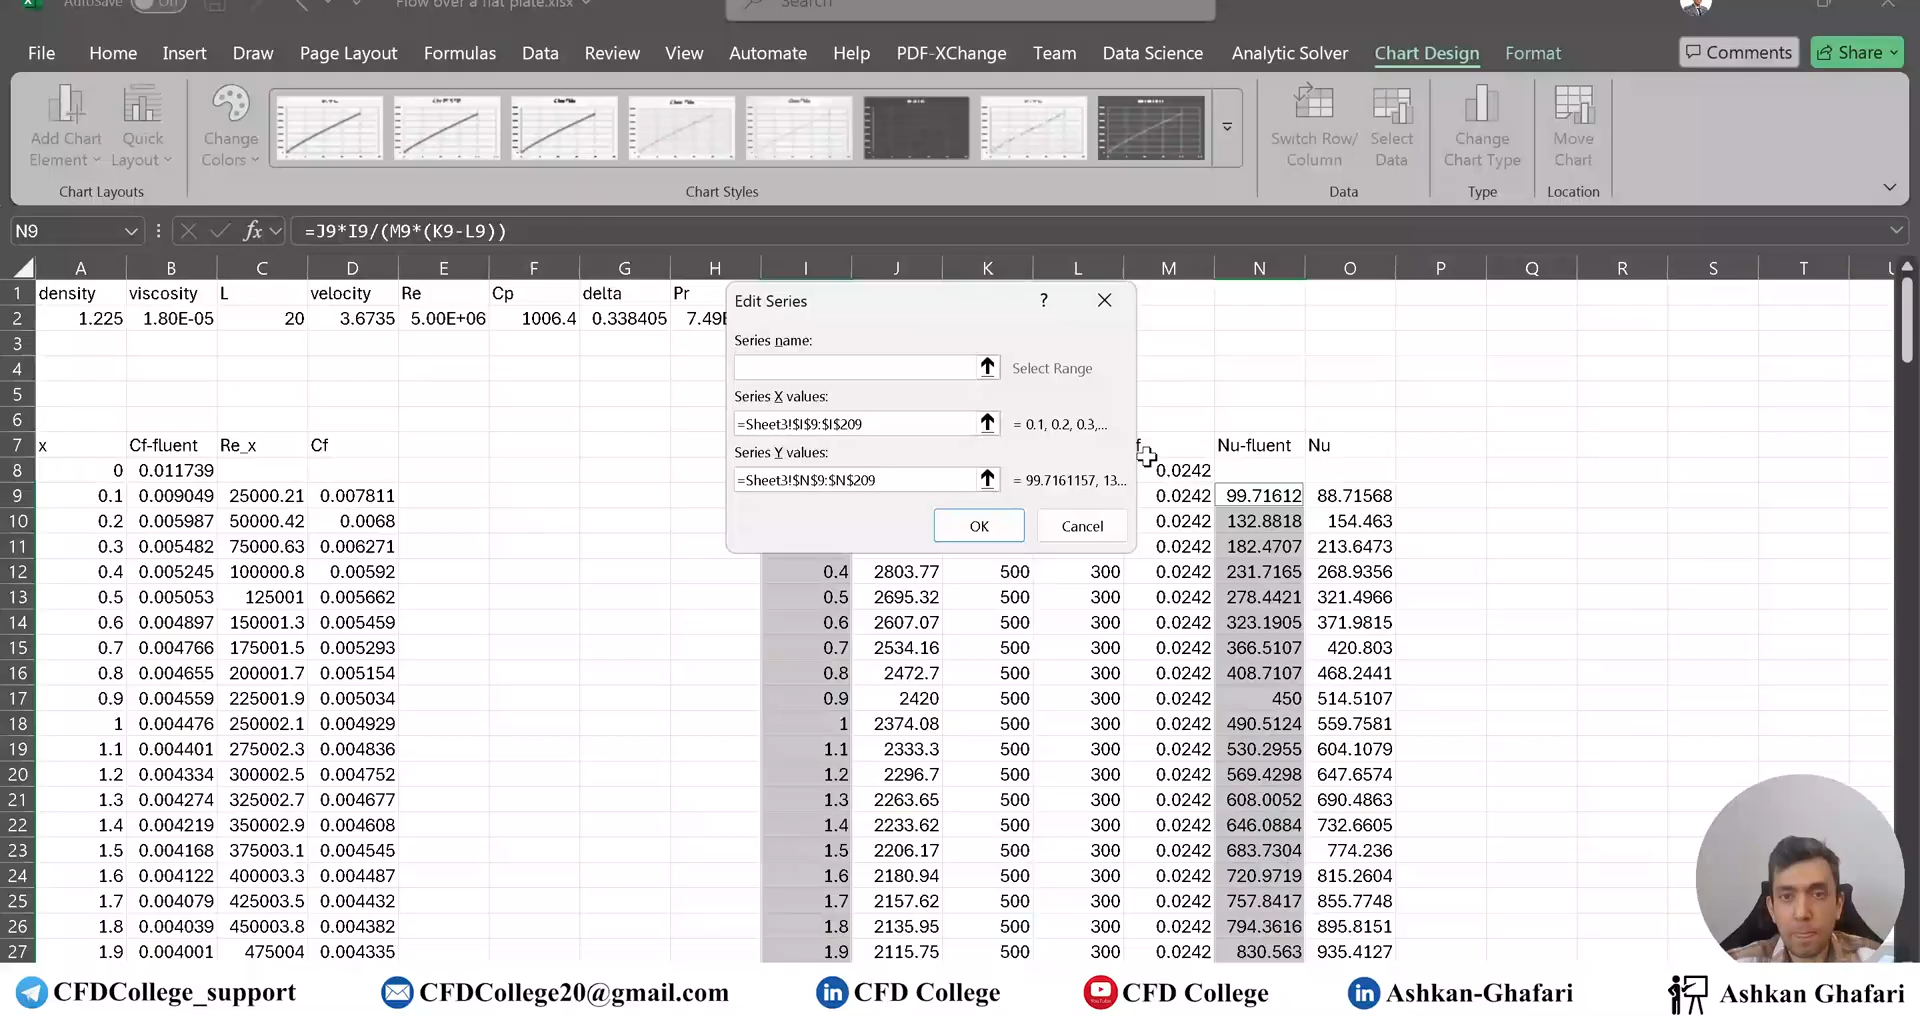 AutoSave Off Flow over a flat plate.xlsx Search
File Home Insert Draw Page Layout Formulas Data Review View Automate Help PDF-XChange Team Data Science Analytic Solver Chart Design Format Comments Share
Add Chart Element Quick Layout Change Colors Switch Row/ Column Select Data Change Chart Type Move Chart
Chart Layouts Chart Styles Data Type Location
N9 fx =J9*I9/(M9*(K9-L9))
A B C D E F G H I J K L M N O P Q R S T U
1 density viscosity L velocity Re Cp delta Pr
2 1.225 1.80E-05 20 3.6735 5.00E+06 1006.4 0.338405
3
4
5
6
7 x Cf-fluent Re_x Cf Nu-fluent Nu
8 0 0.011739 0.0242
9 0.1 0.009049 25000.21 0.007811 0.0242 99.71612 88.71568
10 0.2 0.005987 50000.42 0.0068 0.0242 132.8818 154.463
11 0.3 0.005482 75000.63 0.006271 0.0242 182.4707 213.6473
12 0.4 0.005245 100000.8 0.00592 0.4 2803.77 500 300 0.0242 231.7165 268.9356
13 0.5 0.005053 125001 0.005662 0.5 2695.32 500 300 0.0242 278.4421 321.4966
14 0.6 0.004897 150001.3 0.005459 0.6 2607.07 500 300 0.0242 323.1905 371.9815
15 0.7 0.004766 175001.5 0.005293 0.7 2534.16 500 300 0.0242 366.5107 420.803
16 0.8 0.004655 200001.7 0.005154 0.8 2472.7 500 300 0.0242 408.7107 468.2441
17 0.9 0.004559 225001.9 0.005034 0.9 2420 500 300 0.0242 450 514.5107
18 1 0.004476 250002.1 0.004929 1 2374.08 500 300 0.0242 490.5124 559.7581
19 1.1 0.004401 275002.3 0.004836 1.1 2333.3 500 300 0.0242 530.2955 604.1079
20 1.2 0.004334 300002.5 0.004752 1.2 2296.7 500 300 0.0242 569.4298 647.6574
21 1.3 0.004274 325002.7 0.004677 1.3 2263.65 500 300 0.0242 608.0052 690.4863
22 1.4 0.004219 350002.9 0.004608 1.4 2233.62 500 300 0.0242 646.0884 732.6605
23 1.5 0.004168 375003.1 0.004545 1.5 2206.17 500 300 0.0242 683.7304 774.236
24 1.6 0.004122 400003.3 0.004487 1.6 2180.94 500 300 0.0242 720.9719 815.2604
25 1.7 0.004079 425003.5 0.004432 1.7 2157.62 500 300 0.0242 757.8417 855.7748
26 1.8 0.004039 450003.8 0.004382 1.8 2135.95 500 300 0.0242 794.3616 895.8151
27 1.9 0.004001 475004 0.004335 1.9 2115.75 500 300 0.0242 830.563 935.4127
Edit Series ?
Series name:
Select Range
Series X values:
=Sheet3!$I$9:$I$209 = 0.1, 0.2, 0.3,...
Series Y values:
=Sheet3!$N$9:$N$209 = 99.7161157, 13...
OK Cancel
CFDCollege_support CFDCollege20@gmail.com CFD College CFD College Ashkan-Ghafari Ashkan Ghafari